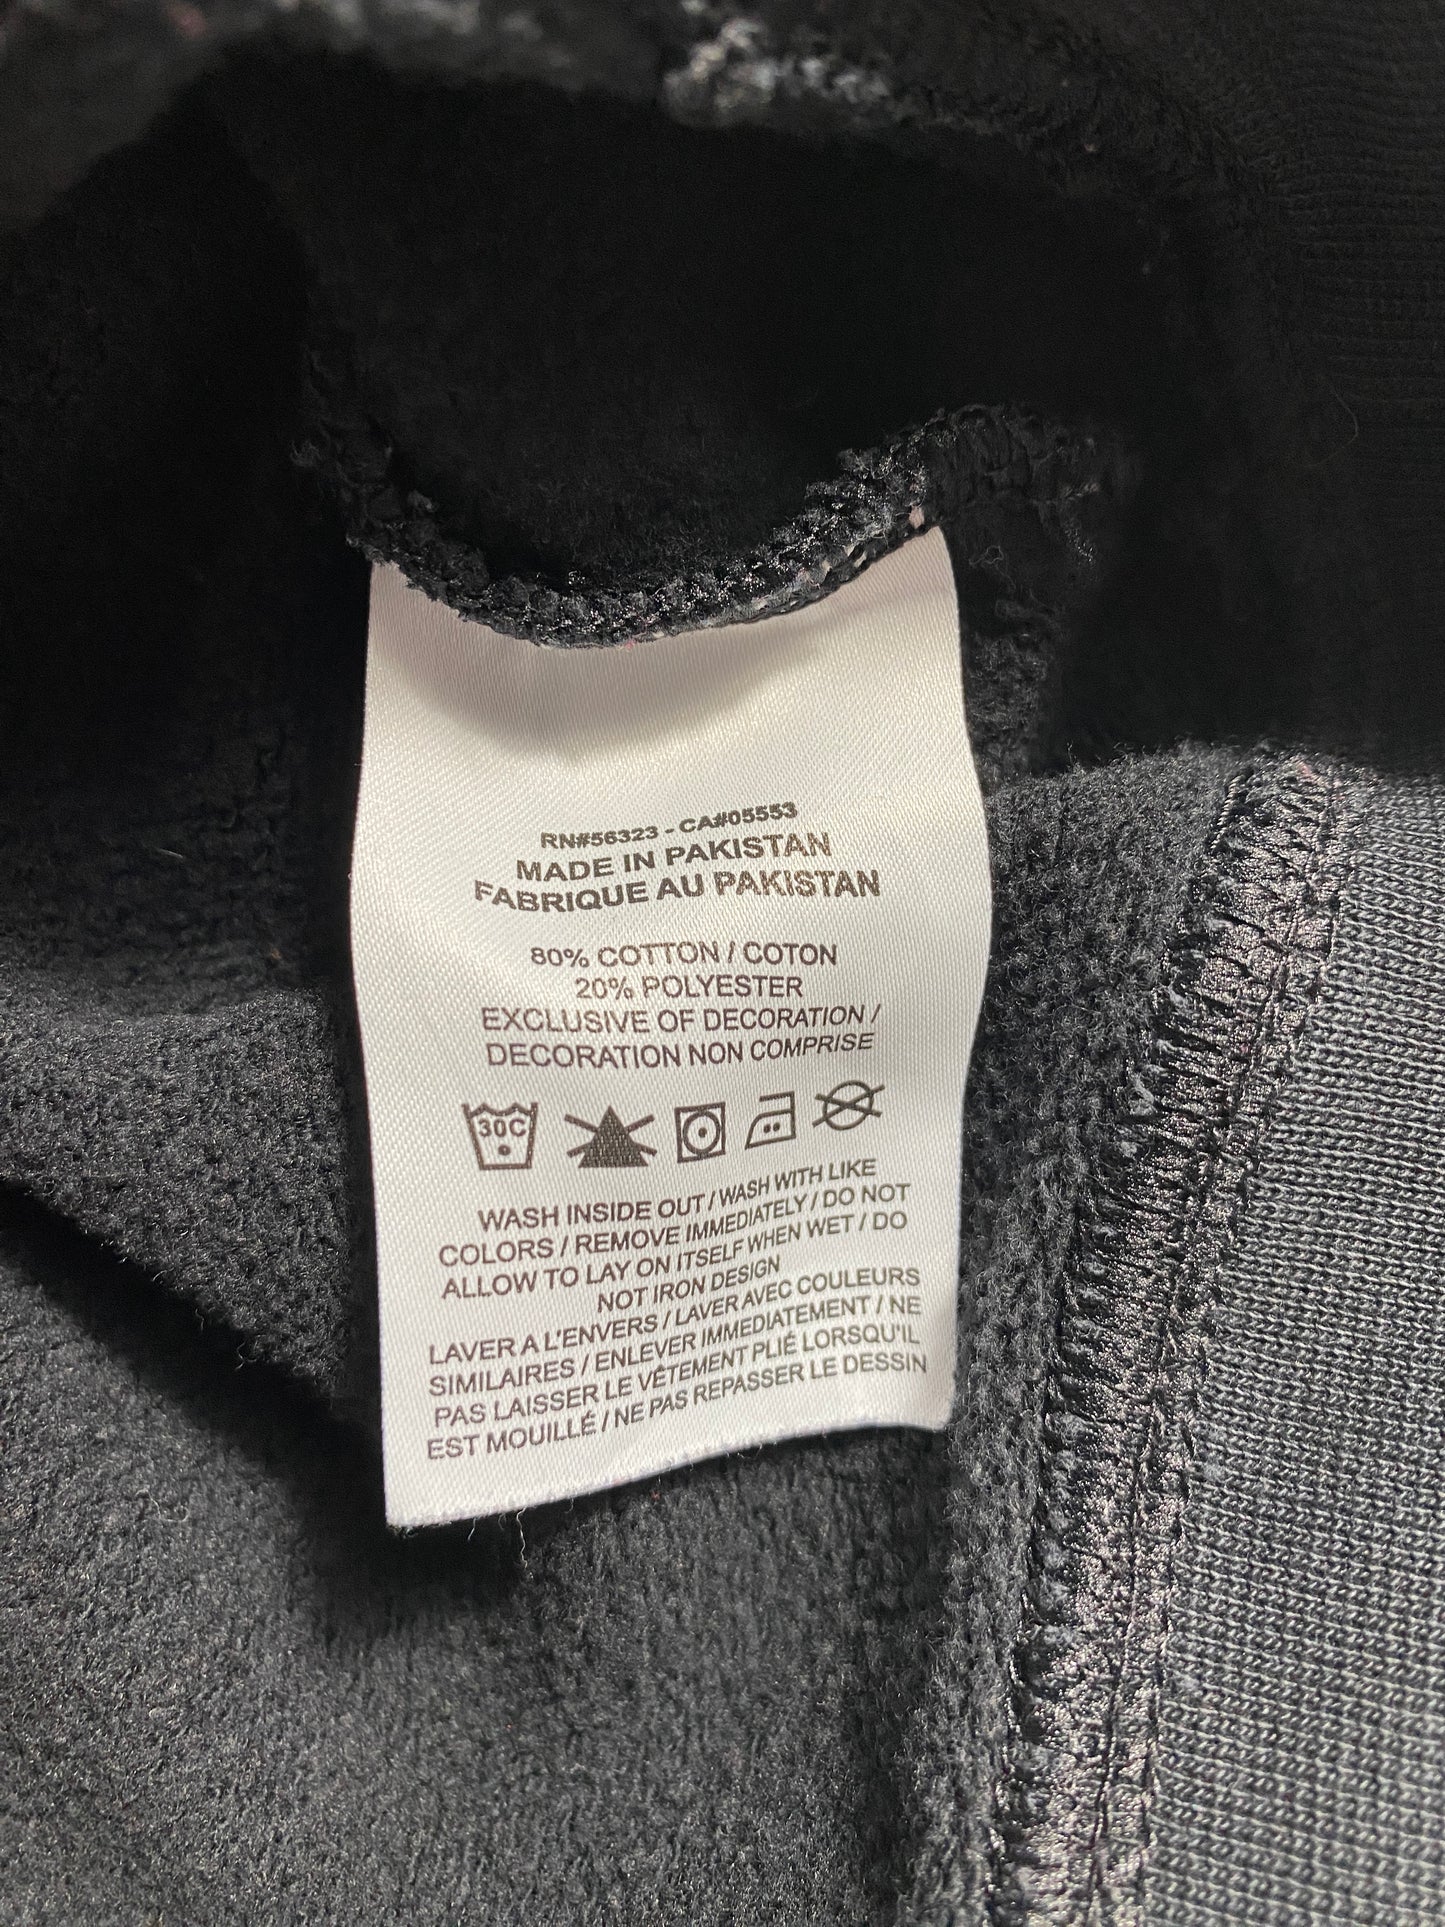 RN#56323 - CA#05553
MADE IN PAKISTAN
FABRIQUE AU PAKISTAN
80% COTTON / COTON
20% POLYESTER
EXCLUSIVE OF DECORATION /
DECORATION NON COMPRISE
30C
WASH INSIDE OUT / WASH WITH LIKE
COLORS / REMOVE IMMEDIATELY / DO NOT
ALLOW TO LAY ON ITSELF WHEN WET / DO
NOT IRON DESIGN
LAVER A L'ENVERS / LAVER AVEC COULEURS
SIMILAIRES / ENLEVER IMMEDIATEMENT / NE
PAS LAISSER LE VÊTEMENT PLIÉ LORSQU'IL
EST MOUILLÉ / NE PAS REPASSER LE DESSIN